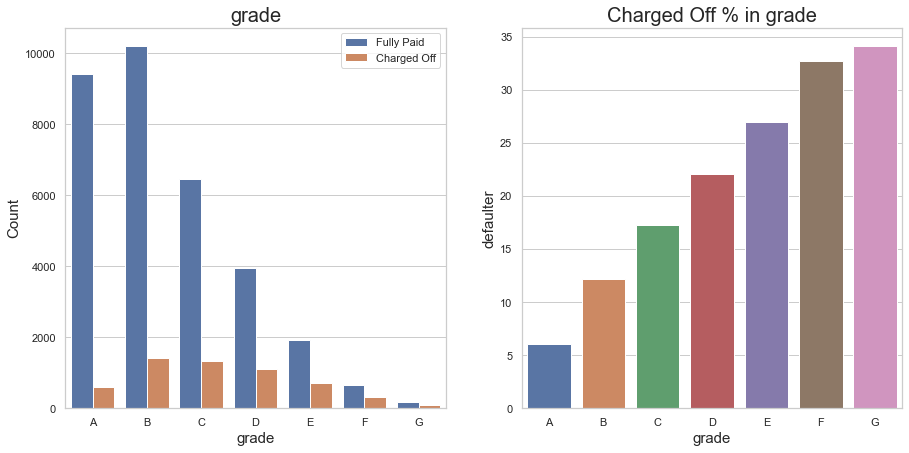 grade
Fully Paid
Charged Off
10000
8000
6000
4000
2000
0
Count
A B C D E F G
grade
Charged Off % in grade
35
30
25
20
15
10
5
0
defaulter
A B C D E F G
grade